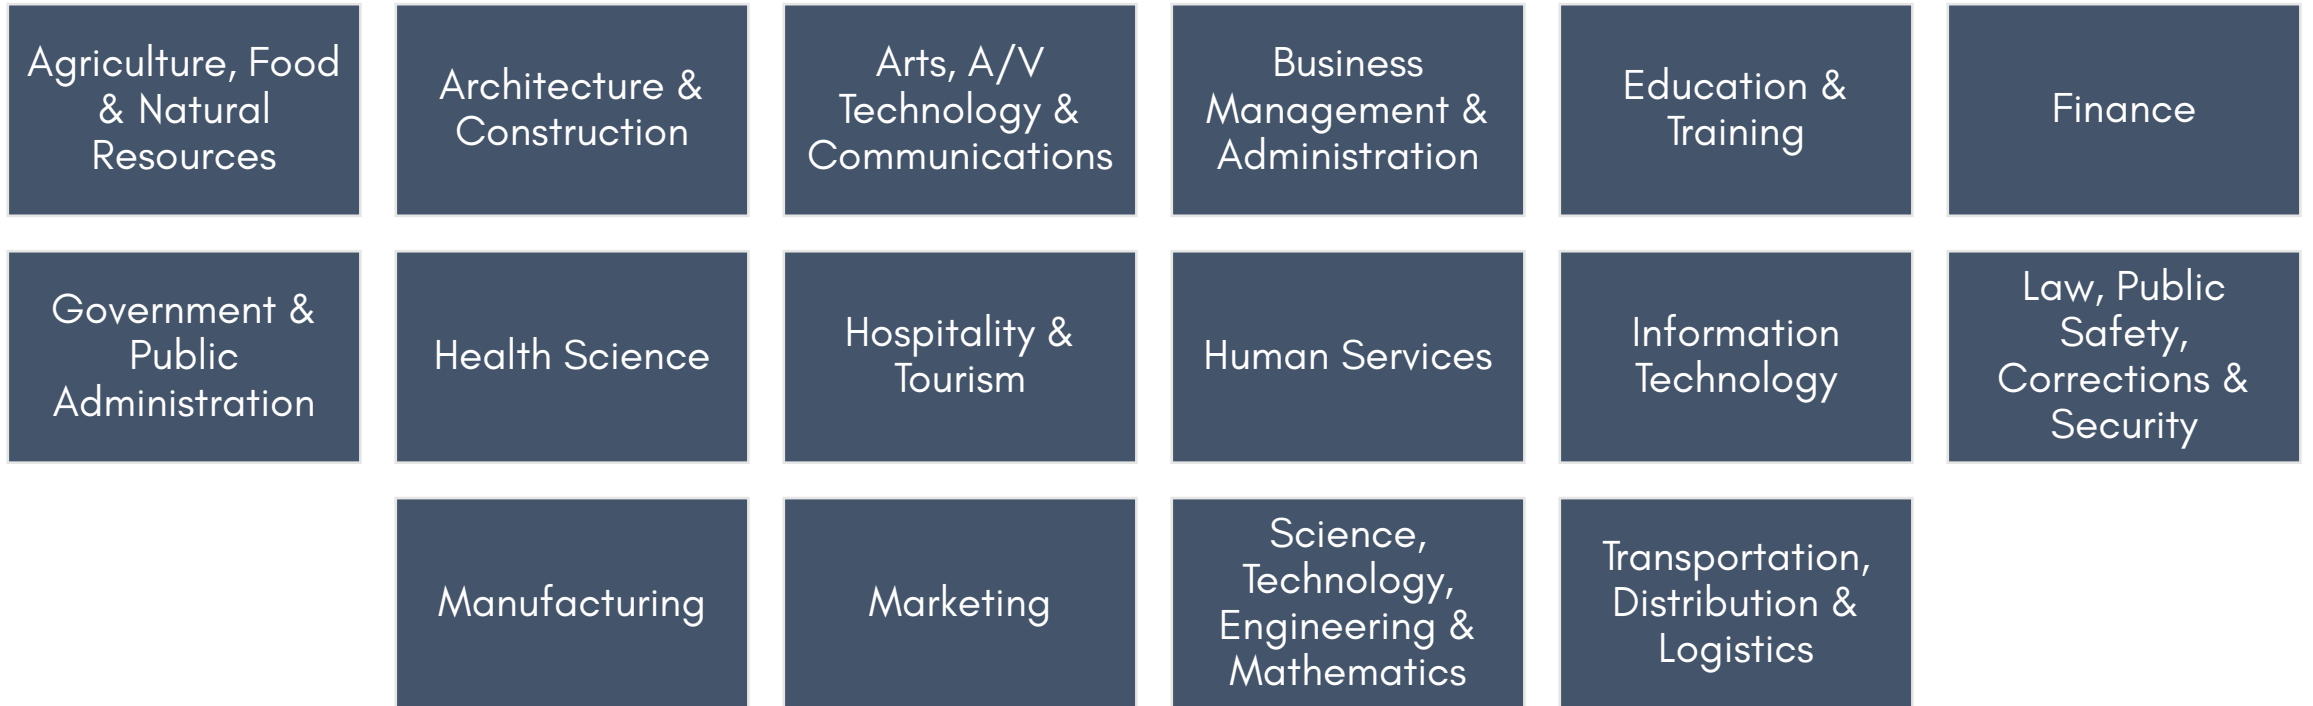 Agriculture, Food
& Natural
Resources
Architecture &
Construction
Arts, A/V
Technology &
Communications
Business
Management &
Administration
Education &
Training
Finance
Government &
Public
Administration
Health Science
Hospitality &
Tourism
Human Services
Information
Technology
Law, Public
Safety,
Corrections &
Security
Manufacturing
Marketing
Science,
Technology,
Engineering &
Mathematics
Transportation,
Distribution &
Logistics